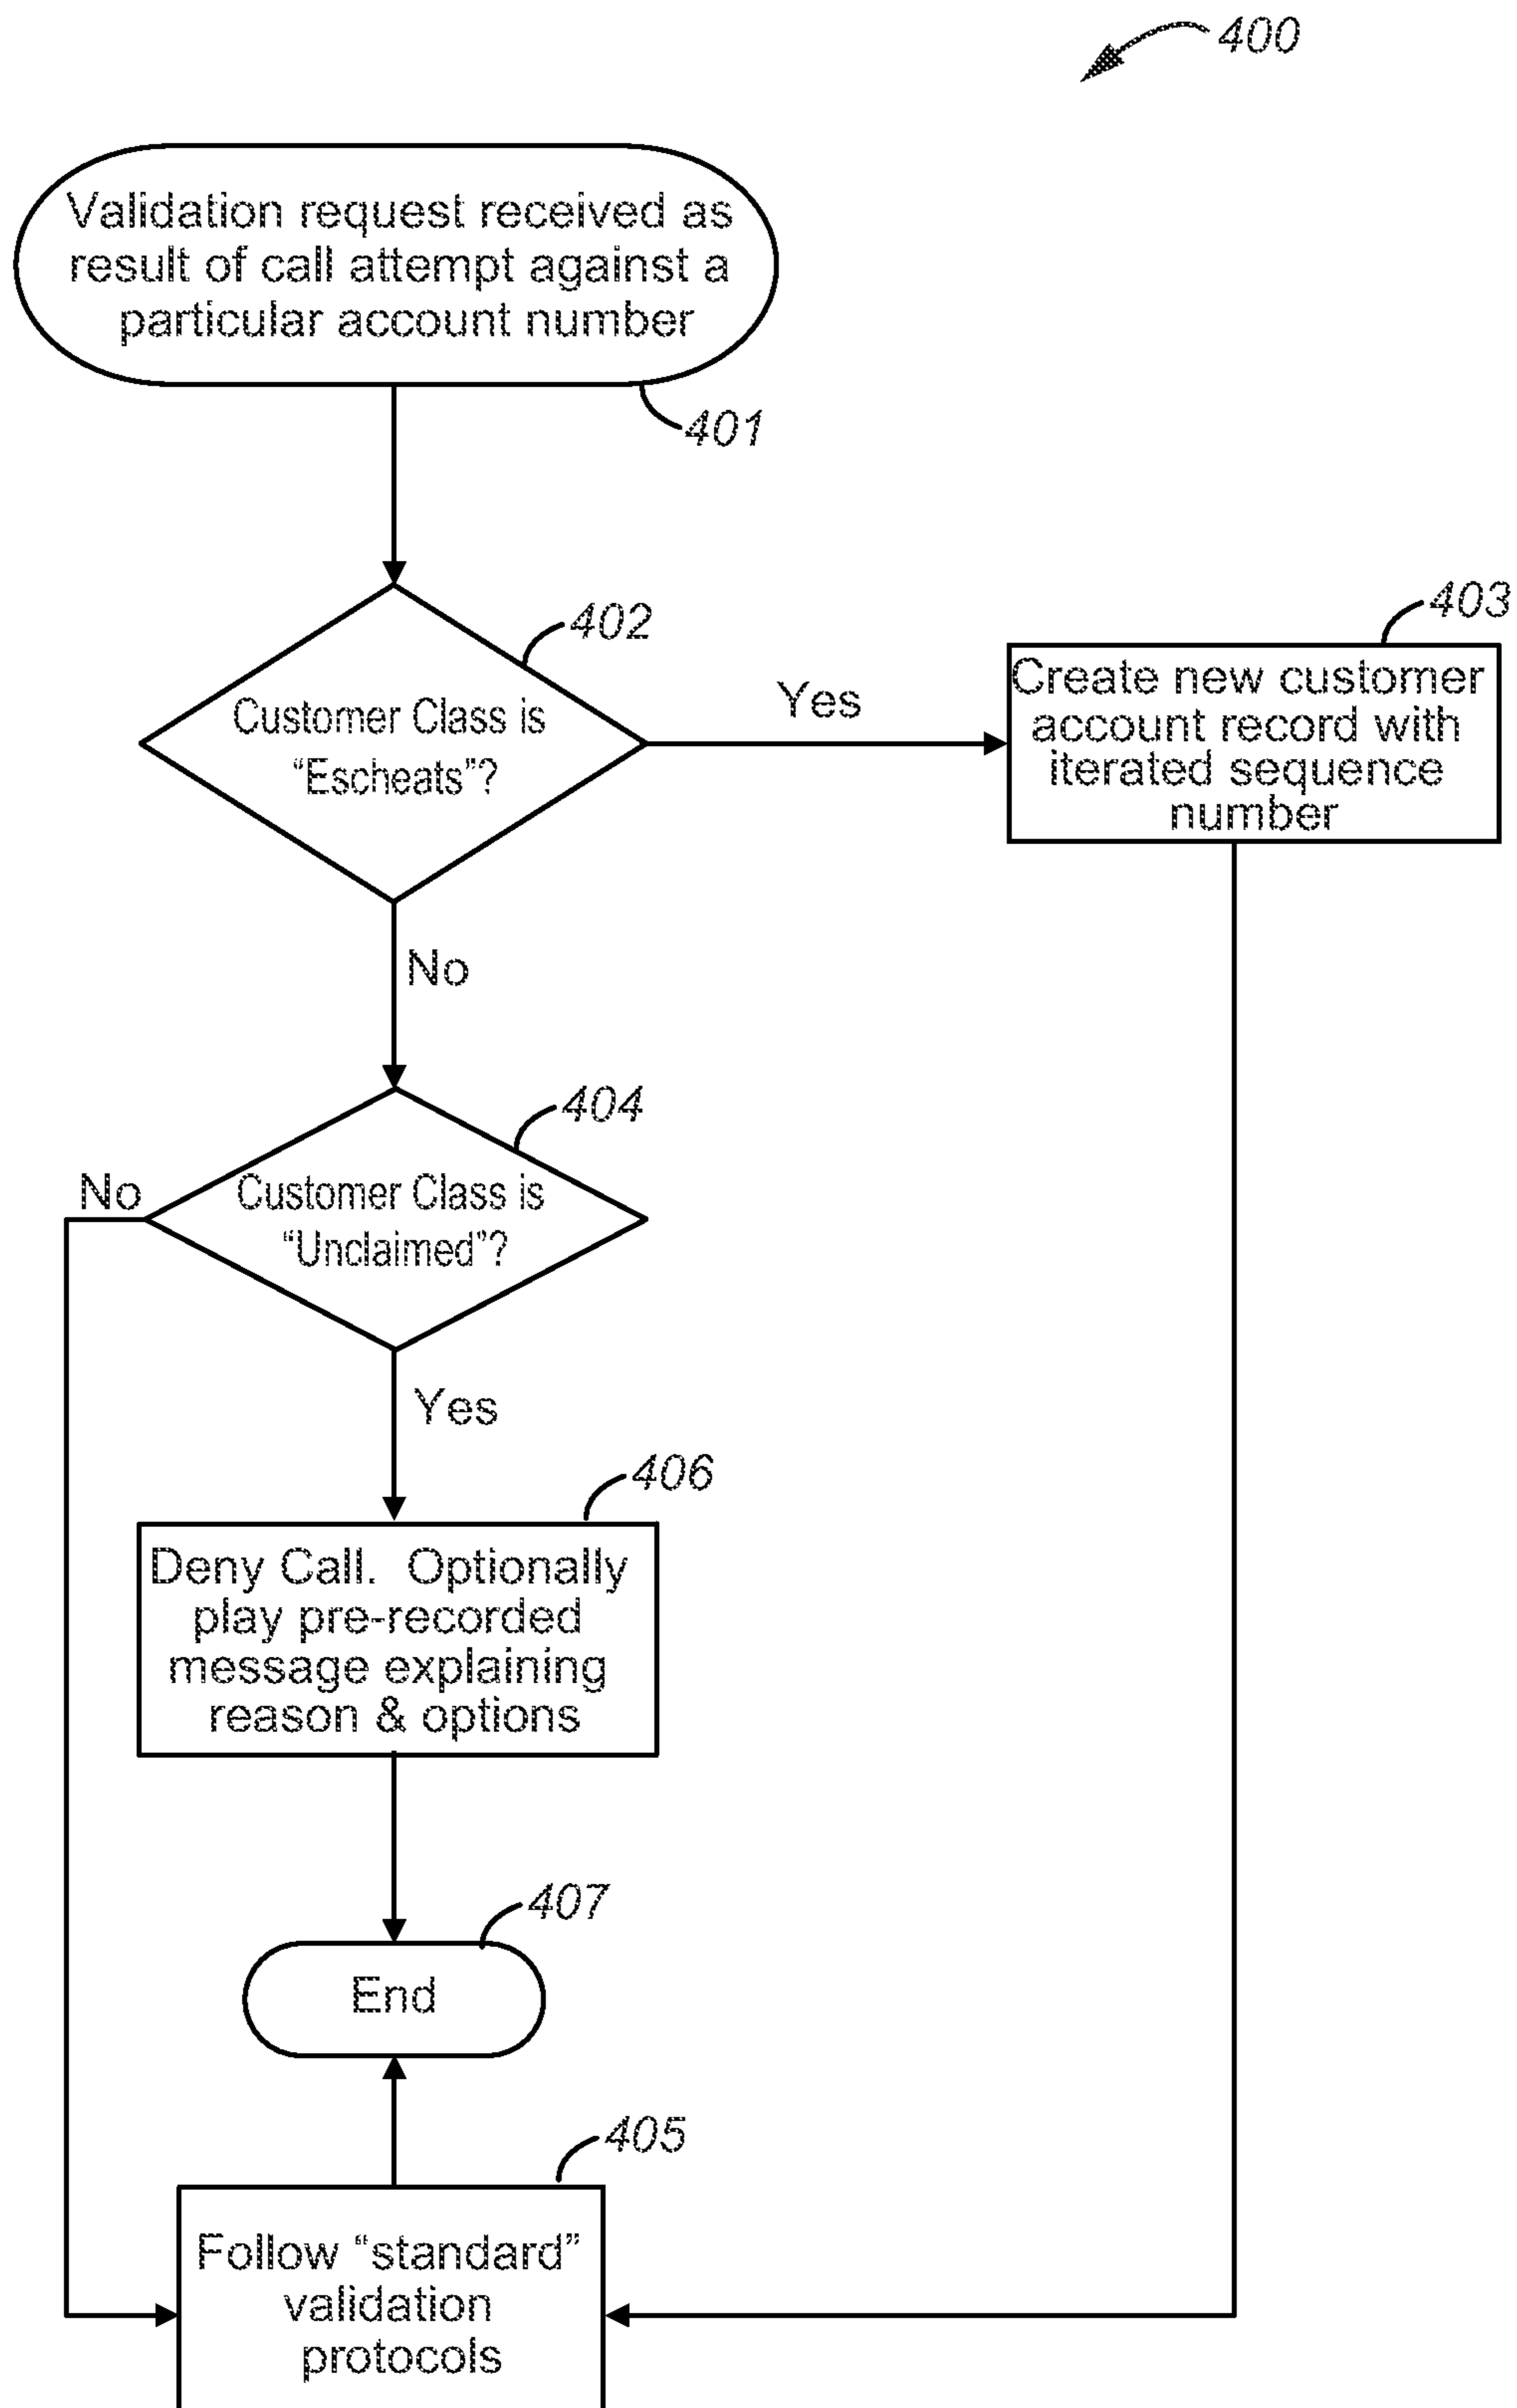 400
Validation request received as
result of call attempt against a
particular account number
401
402
Customer Class is
“Escheats”?
Yes
403
Create new customer
account record with
iterated sequence
number
No
404
No
Customer Class is
“Unclaimed”?
Yes
406
Deny Call.  Optionally
play pre-recorded
message explaining
reason & options
407
End
405
Follow “standard”
validation
protocols